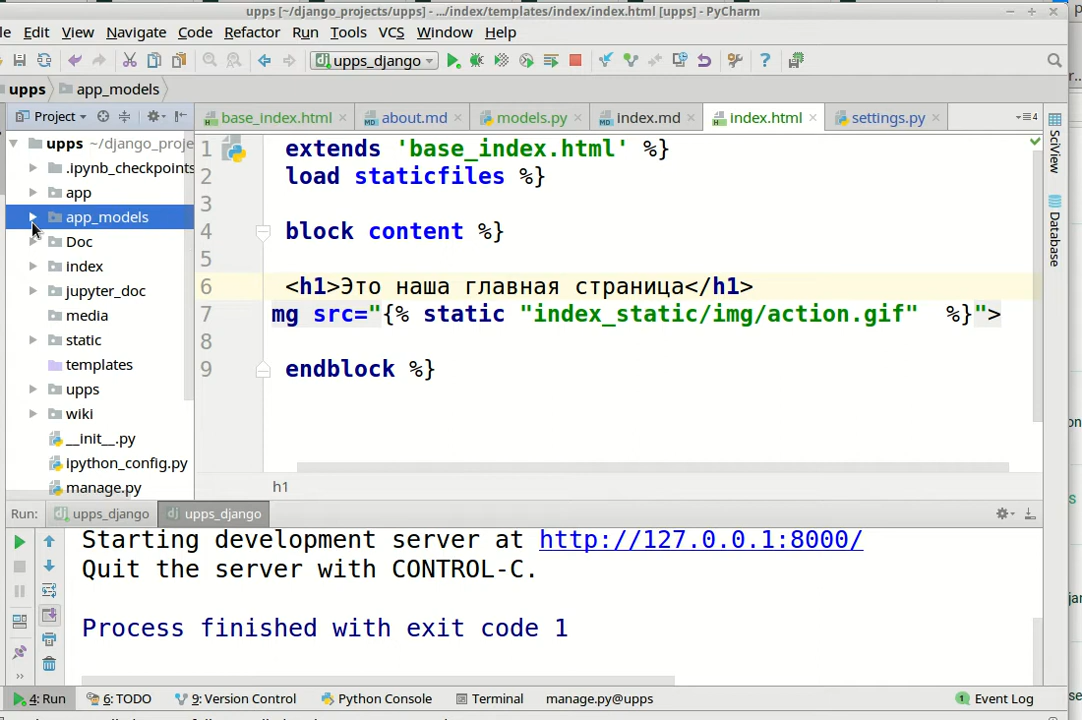 upps [~/django_projects/upps] - .../index/templates/index/index.html [upps] - PyCharm
Edit View Navigate Code Refactor Run Tools VCS Window Help
upps_django
upps app_models
Project
base_index.html about.md models.py index.md index.html settings.py
upps ~/django_proje
.ipynb_checkpoints
app
app_models
Doc
index
jupyter_doc
media
static
templates
upps
wiki
__init__.py
ipython_config.py
manage.py
1 extends 'base_index.html' %}
2 load staticfiles %}
3
4 block content %}
5
6 <h1>Это наша главная страница</h1>
7 mg src="{% static "index_static/img/action.gif" %}">
8
9 endblock %}
h1
4
SciView
Database
Run: upps_django upps_django
Starting development server at http://127.0.0.1:8000/
Quit the server with CONTROL-C.
Process finished with exit code 1
4: Run 6: TODO 9: Version Control Python Console Terminal manage.py@upps 1 Event Log